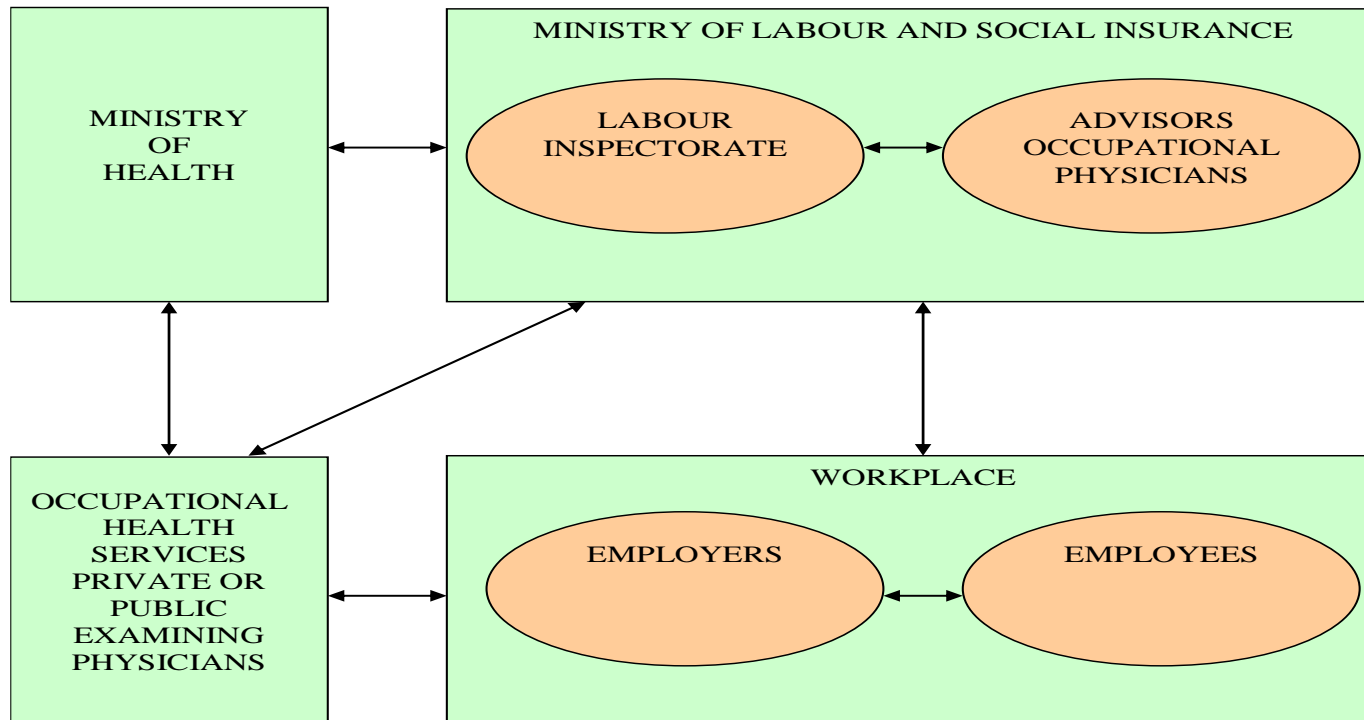 MINISTRY
OF
HEALTH
MINISTRY OF LABOUR AND SOCIAL INSURANCE
LABOUR
INSPECTORATE
ADVISORS
OCCUPATIONAL
PHYSICIANS
OCCUPATIONAL
HEALTH
SERVICES
PRIVATE OR
PUBLIC
EXAMINING
PHYSICIANS
WORKPLACE
EMPLOYERS
EMPLOYEES